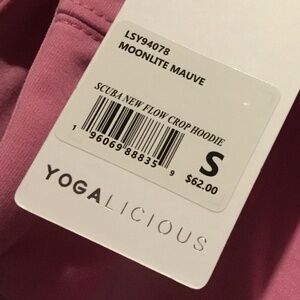 LSY94078
MOONLITE MAUVE
SCUBA NEW FLOW CROP HOODIE
1 96069 88835 9
S
$62.00
YOGALICIOUS